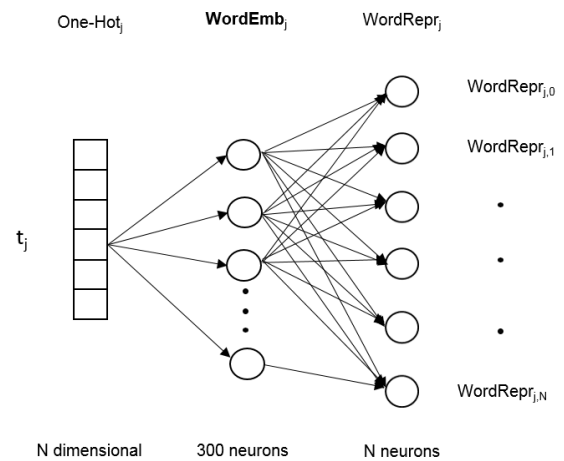 One-Hotj WordEmbj WordReprj
WordReprj,0
WordReprj,1
tj
WordReprj,N
N dimensional 300 neurons N neurons